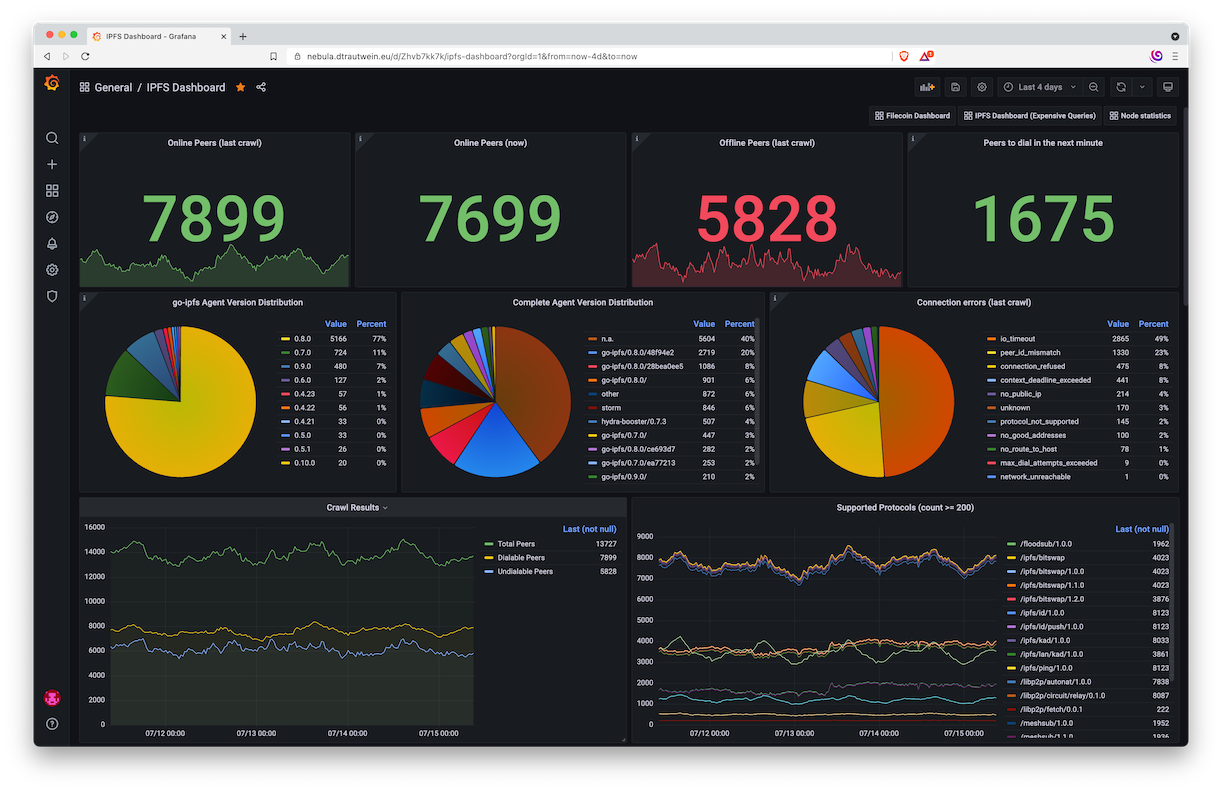 IPFS Dashboard - Grafana
nebula.dtrautwein.eu/d/Zhvb7kk7k/ipfs-dashboard?orgId=1&from=now-4d&to=now
General / IPFS Dashboard
Last 4 days
Filecoin Dashboard
IPFS Dashboard (Expensive Queries)
Node statistics
Online Peers (last crawl)
7899
Online Peers (now)
7699
Offline Peers (last crawl)
5828
Peers to dial in the next minute
1675
go-ipfs Agent Version Distribution
Value Percent
0.8.0 5166 77%
0.7.0 724 11%
0.9.0 480 7%
0.6.0 127 2%
0.4.23 57 1%
0.4.22 56 1%
0.4.21 33 0%
0.5.0 33 0%
0.5.1 26 0%
0.10.0 20 0%
Complete Agent Version Distribution
Value Percent
n.a. 5604 40%
go-ipfs/0.8.0/48f94e2 2719 20%
go-ipfs/0.8.0/28bea0ee5 1086 8%
go-ipfs/0.8.0/ 901 6%
other 872 6%
storm 846 6%
hydra-booster/0.7.3 507 4%
go-ipfs/0.7.0/ 447 3%
go-ipfs/0.8.0/ce693d7 282 2%
go-ipfs/0.7.0/ea77213 253 2%
go-ipfs/0.9.0/ 210 2%
Connection errors (last crawl)
Value Percent
io_timeout 2865 49%
peer_id_mismatch 1330 23%
connection_refused 475 8%
context_deadline_exceeded 441 8%
no_public_ip 214 4%
unknown 170 3%
protocol_not_supported 145 2%
no_good_addresses 100 2%
no_route_to_host 78 1%
max_dial_attempts_exceeded 9 0%
network_unreachable 1 0%
Crawl Results
16000
14000
12000
10000
8000
6000
4000
2000
0
07/12 00:00 07/13 00:00 07/14 00:00 07/15 00:00
Last (not null)
Total Peers 13727
Dialable Peers 7899
Undialable Peers 5828
Supported Protocols (count >= 200)
9000
8000
7000
6000
5000
4000
3000
2000
1000
0
07/12 00:00 07/13 00:00 07/14 00:00 07/15 00:00
Last (not null)
/floodsub/1.0.0 1962
/ipfs/bitswap 4023
/ipfs/bitswap/1.0.0 4023
/ipfs/bitswap/1.1.0 4023
/ipfs/bitswap/1.2.0 3876
/ipfs/id/1.0.0 8123
/ipfs/id/push/1.0.0 8123
/ipfs/kad/1.0.0 8033
/ipfs/lan/kad/1.0.0 3861
/ipfs/ping/1.0.0 8123
/libp2p/autonat/1.0.0 7838
/libp2p/circuit/relay/0.1.0 8087
/libp2p/fetch/0.0.1 222
/meshsub/1.0.0 1952
/meshsub/1.1.0 1936